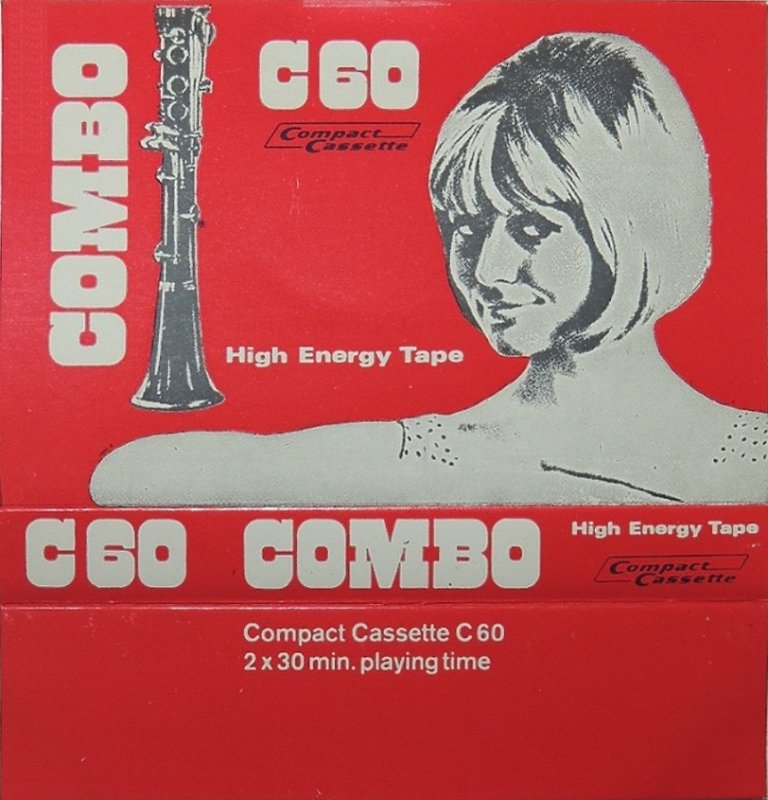 COMBO
C60
Compact
Cassette
High Energy Tape
C60 COMBO High Energy Tape
Compact
Cassette
Compact Cassette C 60
2 x 30 min. playing time